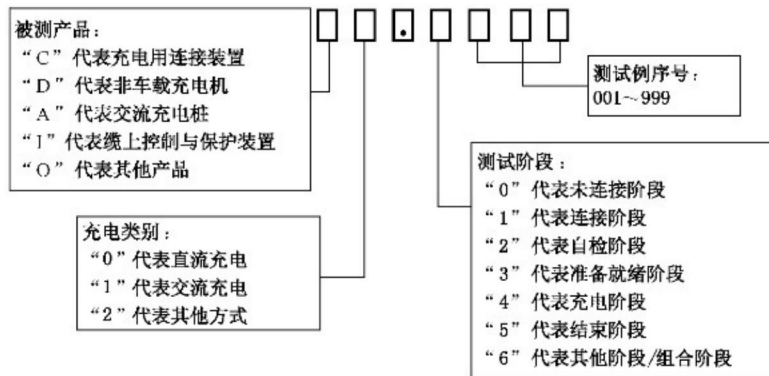 被测产品：
“C”代表充电用连接装置
“D”代表非车载充电机
“A”代表交流充电桩
“I”代表缆上控制与保护装置
“O”代表其他产品
.
测试例序号：
001～999
充电类别：
“0”代表直流充电
“1”代表交流充电
“2”代表其他方式
测试阶段：
“0”代表未连接阶段
“1”代表连接阶段
“2”代表自检阶段
“3”代表准备就绪阶段
“4”代表充电阶段
“5”代表结束阶段
“6”代表其他阶段/组合阶段